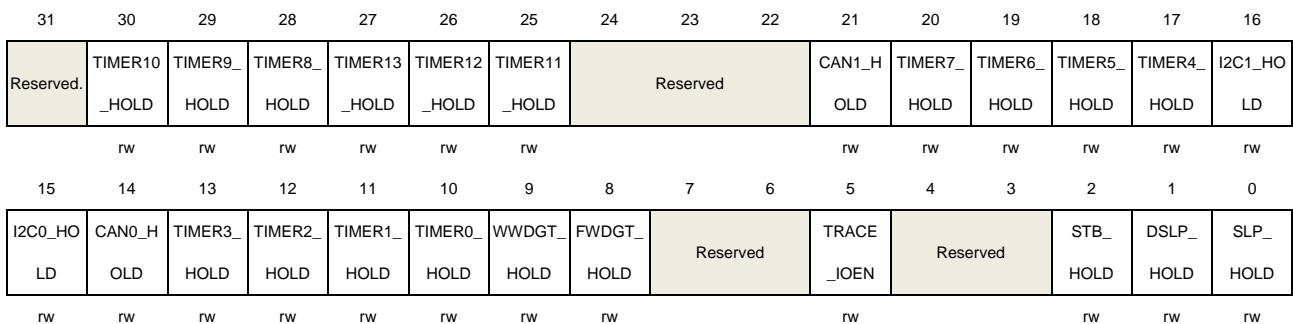 31 30 29 28 27 26 25 24 23 22 21 20 19 18 17 16
Reserved. TIMER10 TIMER9_ TIMER8_ TIMER13 TIMER12 TIMER11 Reserved CAN1_H TIMER7_ TIMER6_ TIMER5_ TIMER4_ I2C1_HO
_HOLD HOLD HOLD _HOLD _HOLD _HOLD OLD HOLD HOLD HOLD HOLD LD
rw rw rw rw rw rw rw rw rw rw rw rw
15 14 13 12 11 10 9 8 7 6 5 4 3 2 1 0
I2C0_HO CAN0_H TIMER3_ TIMER2_ TIMER1_ TIMER0_ WWDGT_ FWDGT_ Reserved TRACE Reserved STB_ DSLP_ SLP_
LD OLD HOLD HOLD HOLD HOLD HOLD HOLD _IOEN HOLD HOLD HOLD
rw rw rw rw rw rw rw rw rw rw rw rw